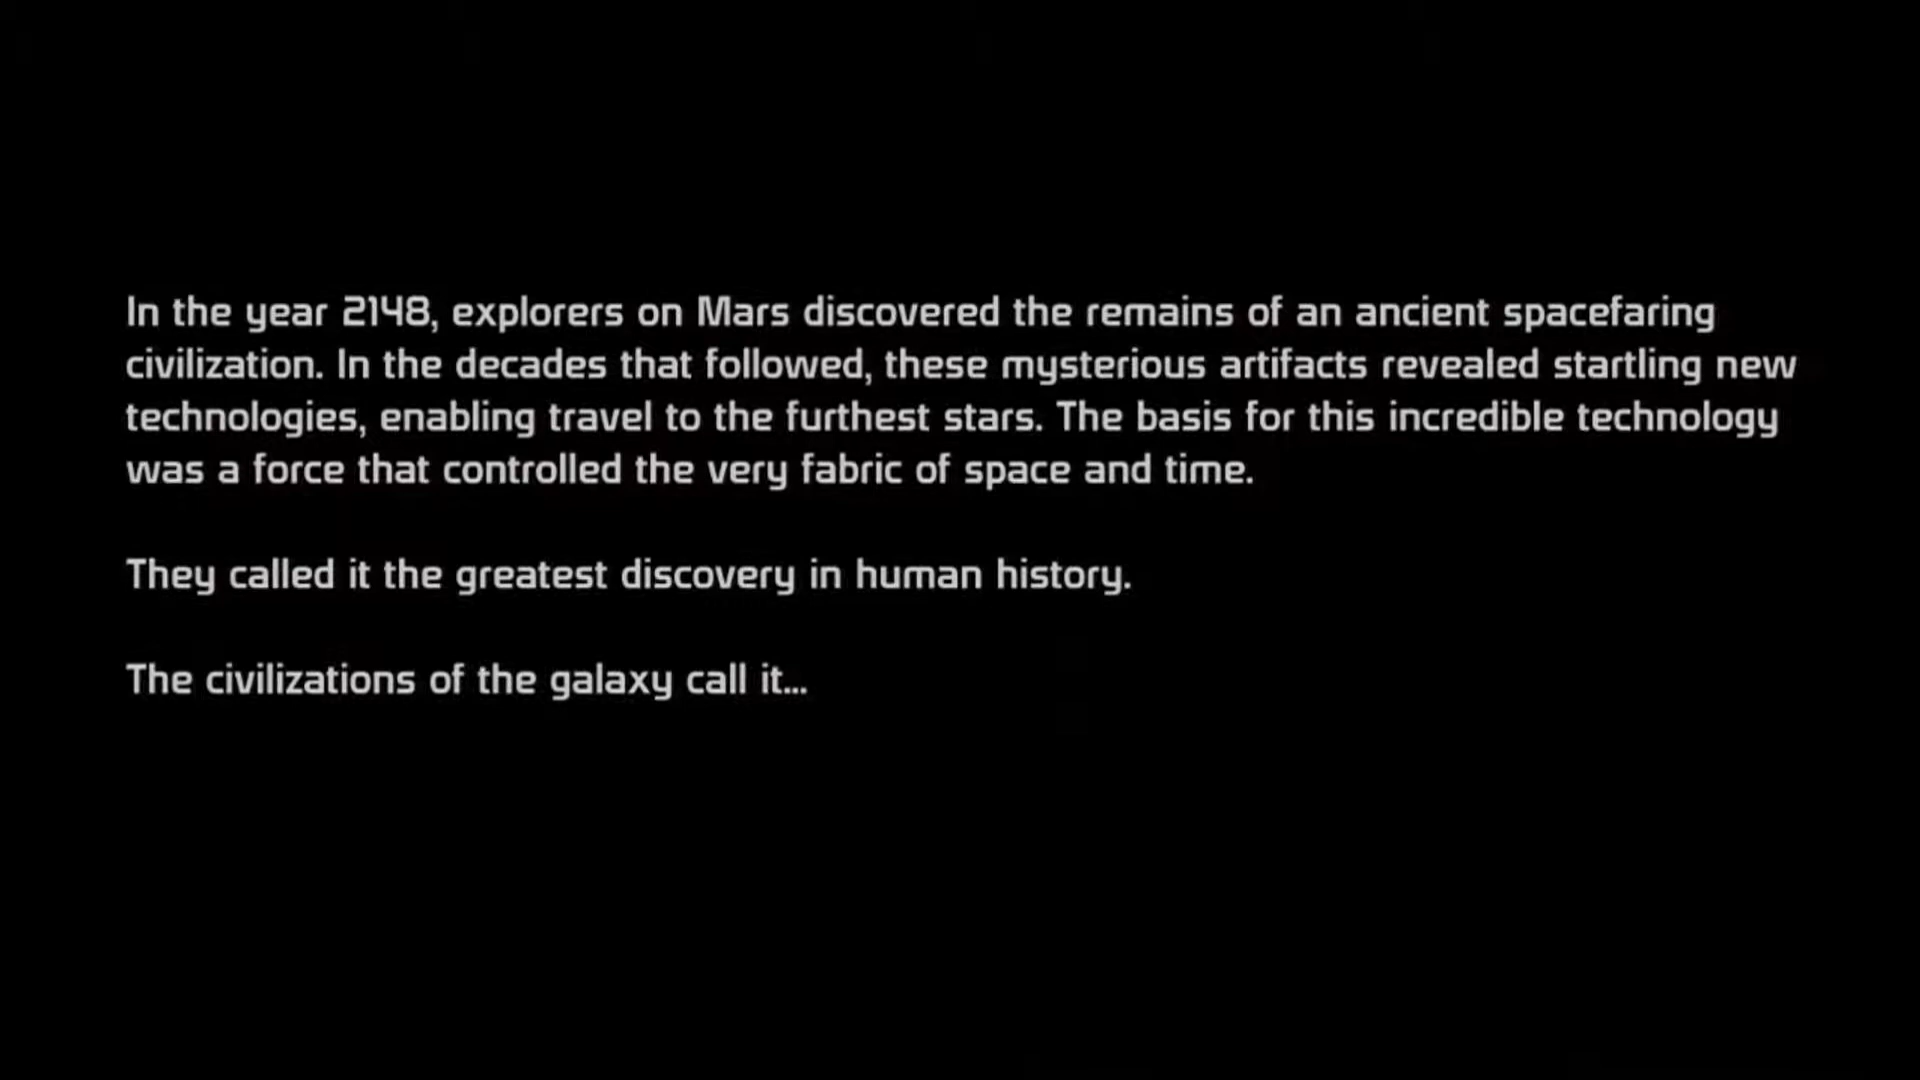 In the year 2148, explorers on Mars discovered the remains of an ancient spacefaring
civilization. In the decades that followed, these mysterious artifacts revealed startling new
technologies, enabling travel to the furthest stars. The basis for this incredible technology
was a force that controlled the very fabric of space and time.
They called it the greatest discovery in human history.
The civilizations of the galaxy call it...